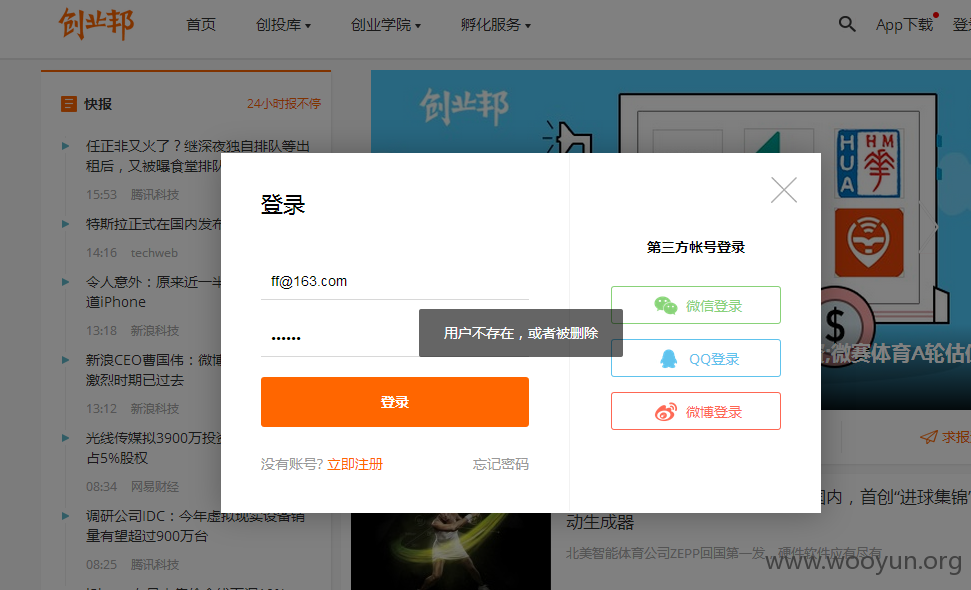 创业邦
首页
创投库
创业学院
孵化服务
App下载
快报
24小时报不停
任正非又火了？继深夜独自排队等出
租后，又被曝食堂排队
15:53 腾讯科技
特斯拉正式在国内发布
14:16 techweb
令人意外：原来近一半
道iPhone
13:18 新浪科技
新浪CEO曹国伟：微博
激烈时期已过去
13:12 新浪科技
光线传媒拟3900万投资
占5%股权
08:34 网易财经
调研公司IDC：今年虚拟现实设备销
量有望超过900万台
08:25 腾讯科技
创业邦
HUA
HM
$
微赛体育A轮估值
求报
国内，首创“进球集锦”
动生成器
北美智能体育公司ZEPP回国第一发，硬件软件应有尽有
登录
ff@163.com
••••••
用户不存在，或者被删除
登录
没有账号? 立即注册
忘记密码
第三方帐号登录
微信登录
QQ登录
微博登录
www.wooyun.org